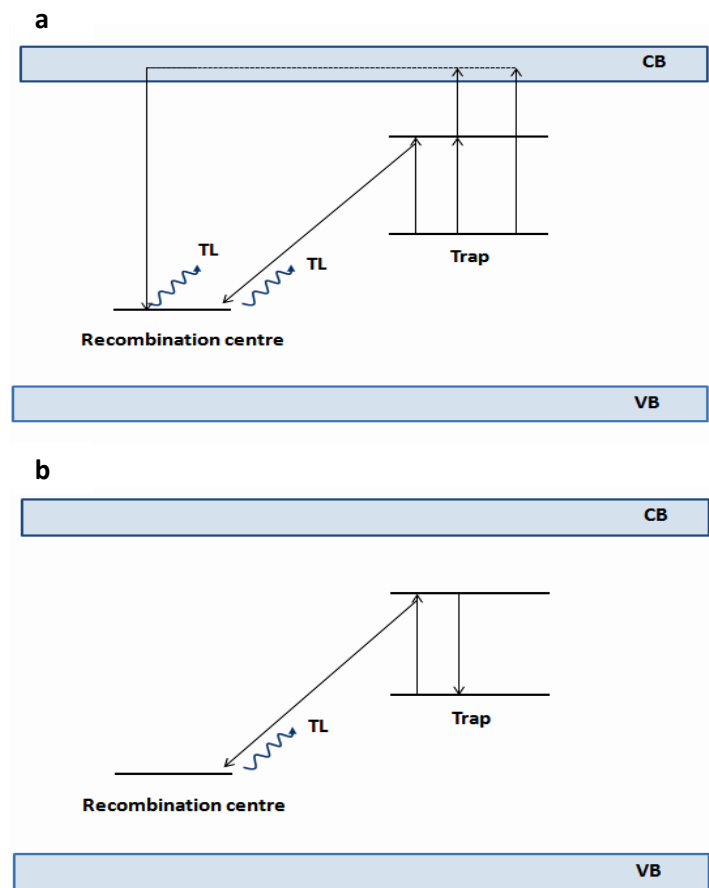 a
CB
TL
TL
Trap
Recombination centre
VB
b
CB
Trap
TL
Recombination centre
VB